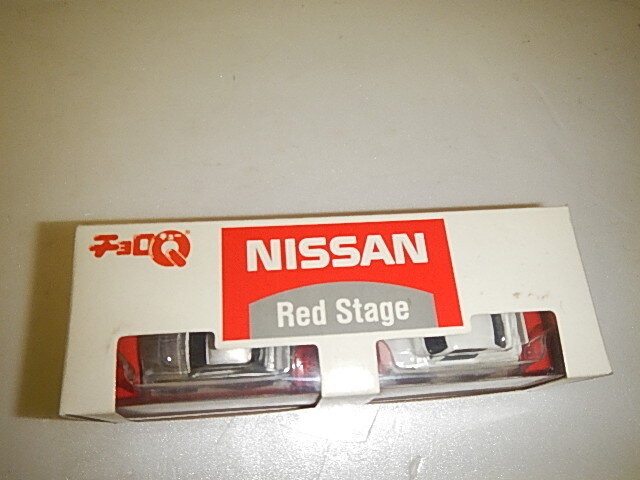 チョロQ
NISSAN
Red Stage